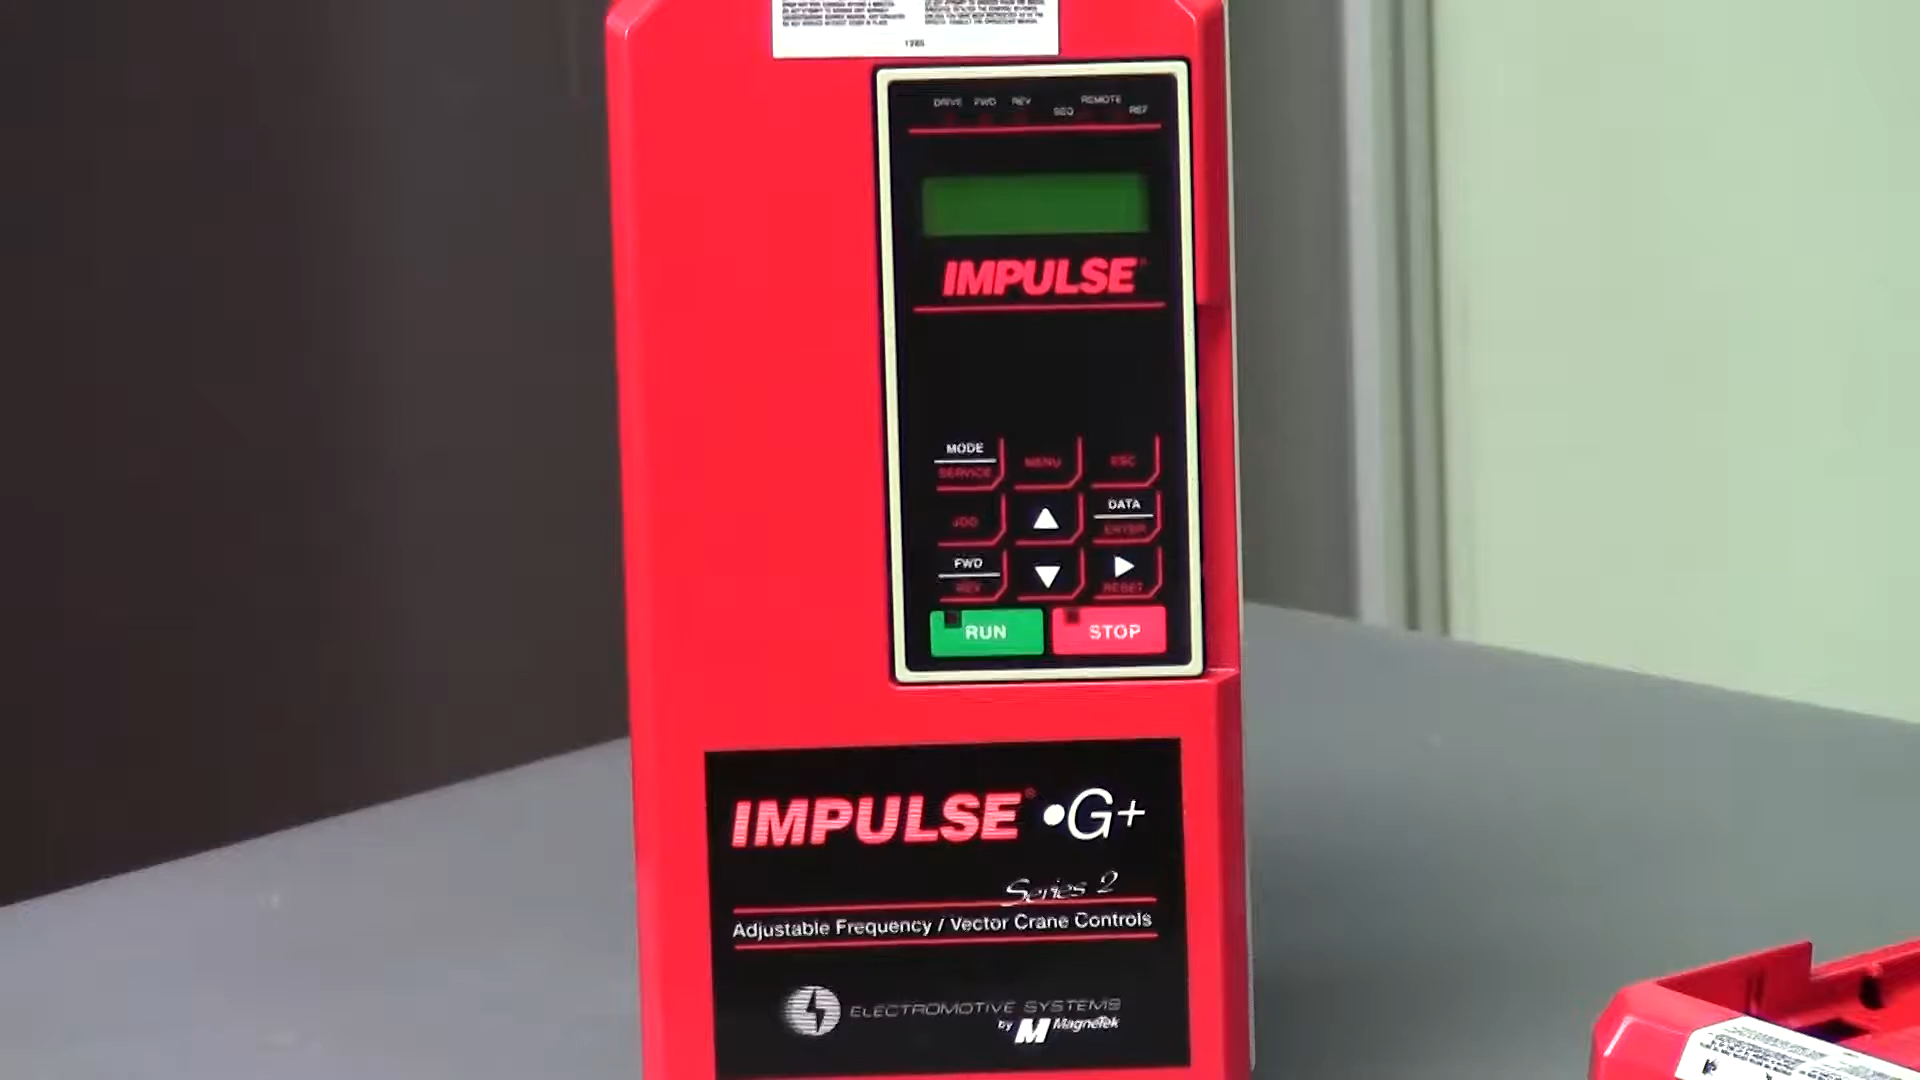 DRIVE FWD REV REMOTE
SEQ REF
IMPULSE
MODE
SERVICE MENU ESC
JOG DATA
ENTER
FWD
REV RESET
RUN STOP
IMPULSE® •G+
Series 2
Adjustable Frequency / Vector Crane Controls
ELECTROMOTIVE SYSTEMS
by M MagneTek